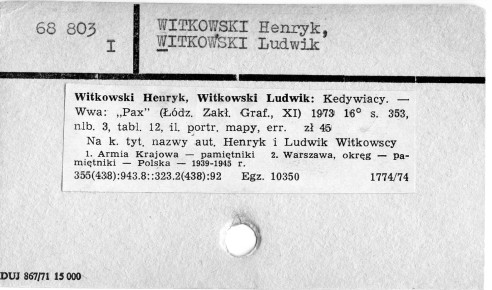 68 803
I
WITKOWSKI Henryk,
WITKOWSKI Ludwik
Witkowski Henryk, Witkowski Ludwik: Kedywiacy. —
Wwa: „Pax" (Łódz. Zakł. Graf., XI) 1973 16° s. 353,
nlb. 3, tabl. 12, il. portr. mapy, err. zł 45
Na k. tyt. nazwy aut. Henryk i Ludwik Witkowscy
1. Armia Krajowa — pamiętniki 2. Warszawa, okręg — pa-
miętniki — Polska — 1939-1945 r.
355(438):943.8::323.2(438):92 Egz. 10350 1774/74
DUJ 867/71 15 000